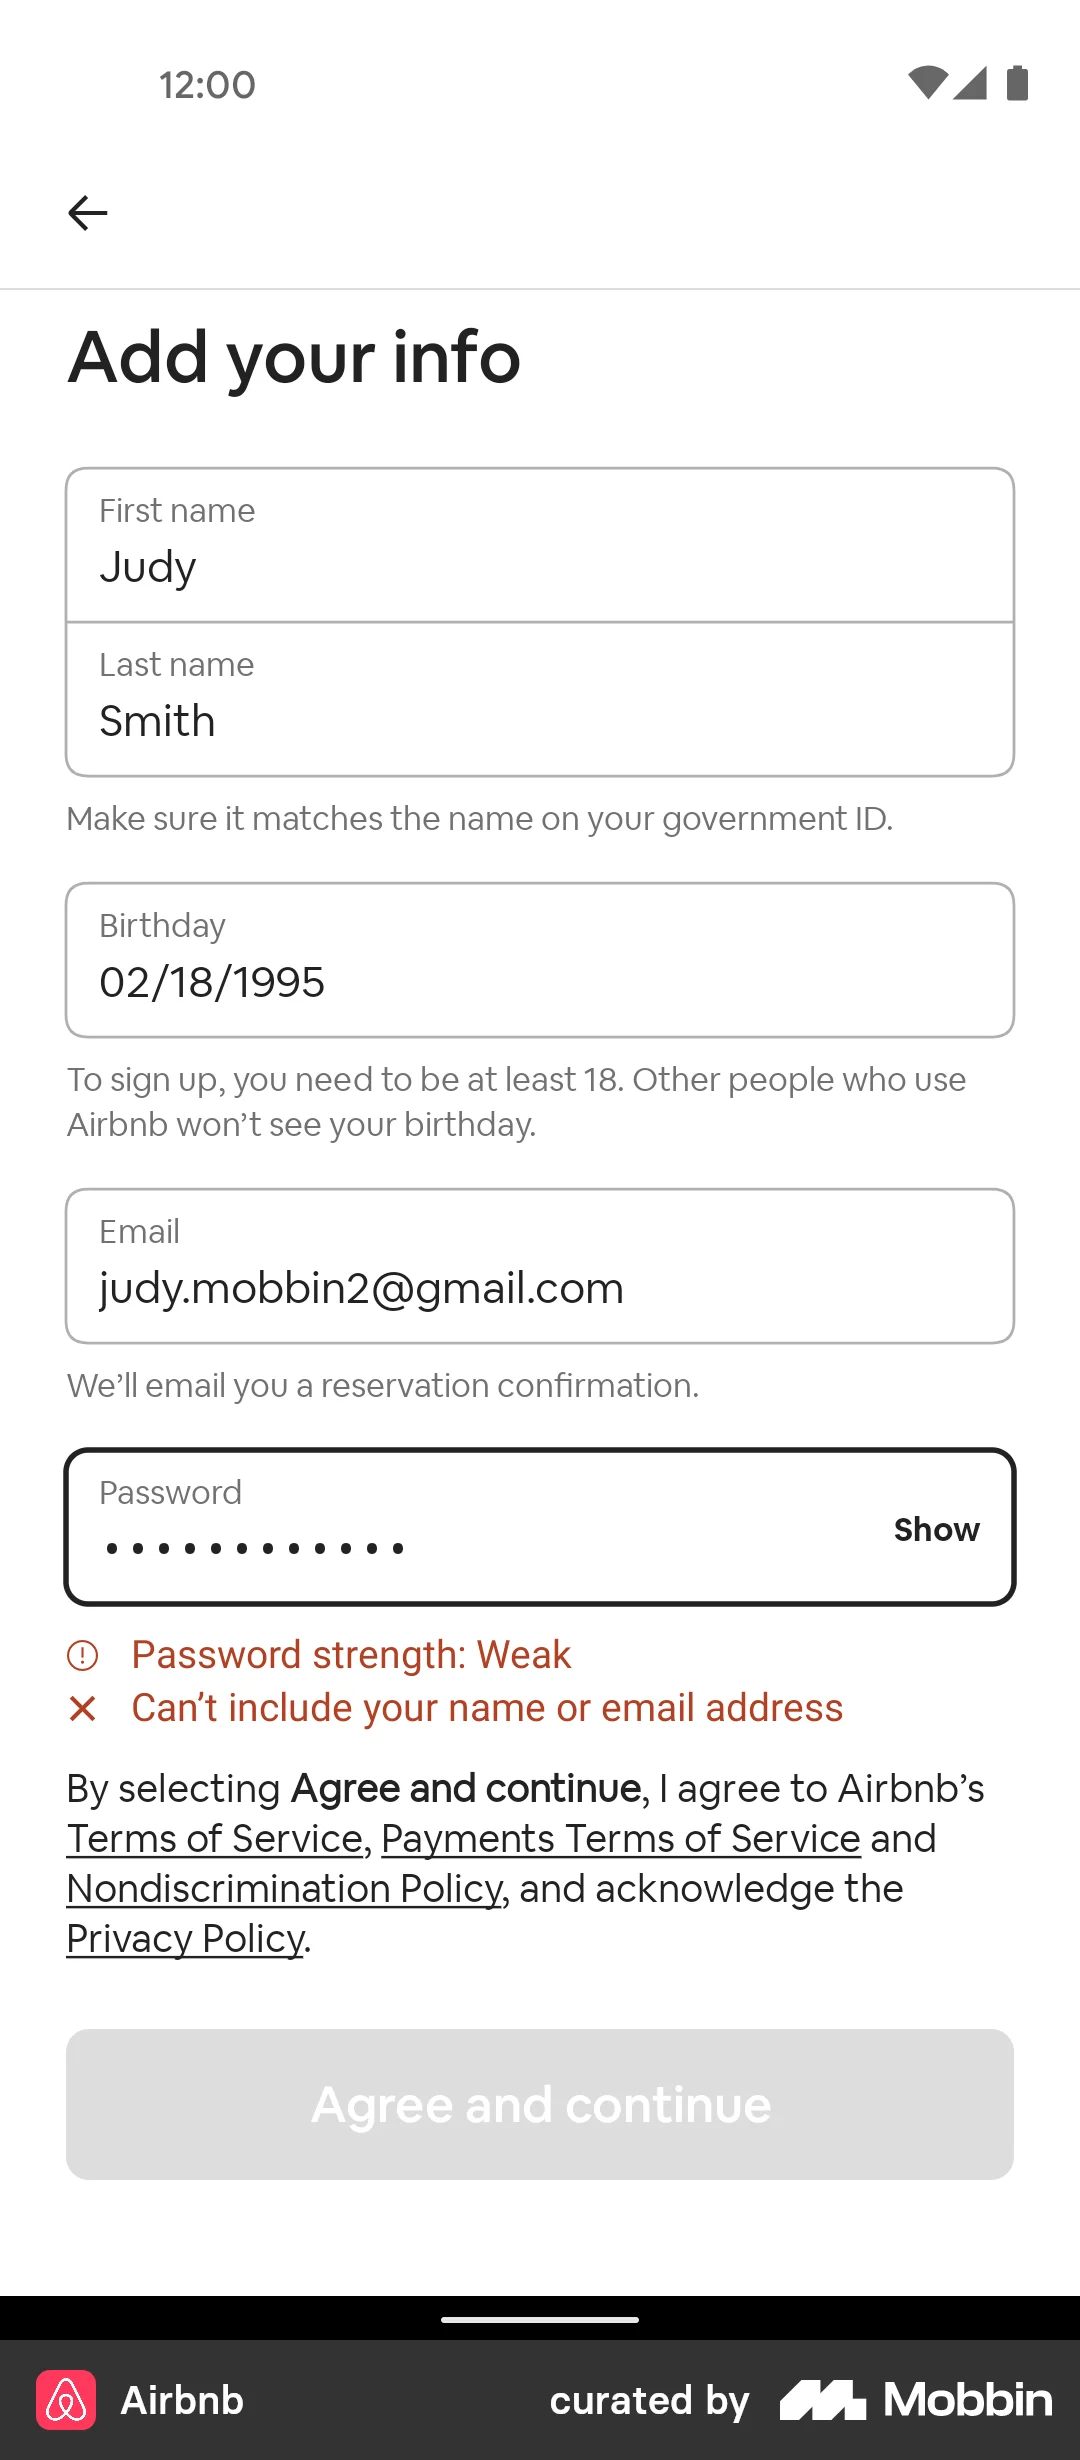 12:00
Add your info
First name
Judy
Last name
Smith
Make sure it matches the name on your government ID.
Birthday
02/18/1995
To sign up, you need to be at least 18. Other people who use
Airbnb won’t see your birthday.
Email
judy.mobbin2@gmail.com
We’ll email you a reservation confirmation.
Password
••••••••••••
Show
Password strength: Weak
Can’t include your name or email address
By selecting Agree and continue, I agree to Airbnb’s
Terms of Service, Payments Terms of Service and
Nondiscrimination Policy, and acknowledge the
Privacy Policy.
Agree and continue
Airbnb
curated by Mobbin